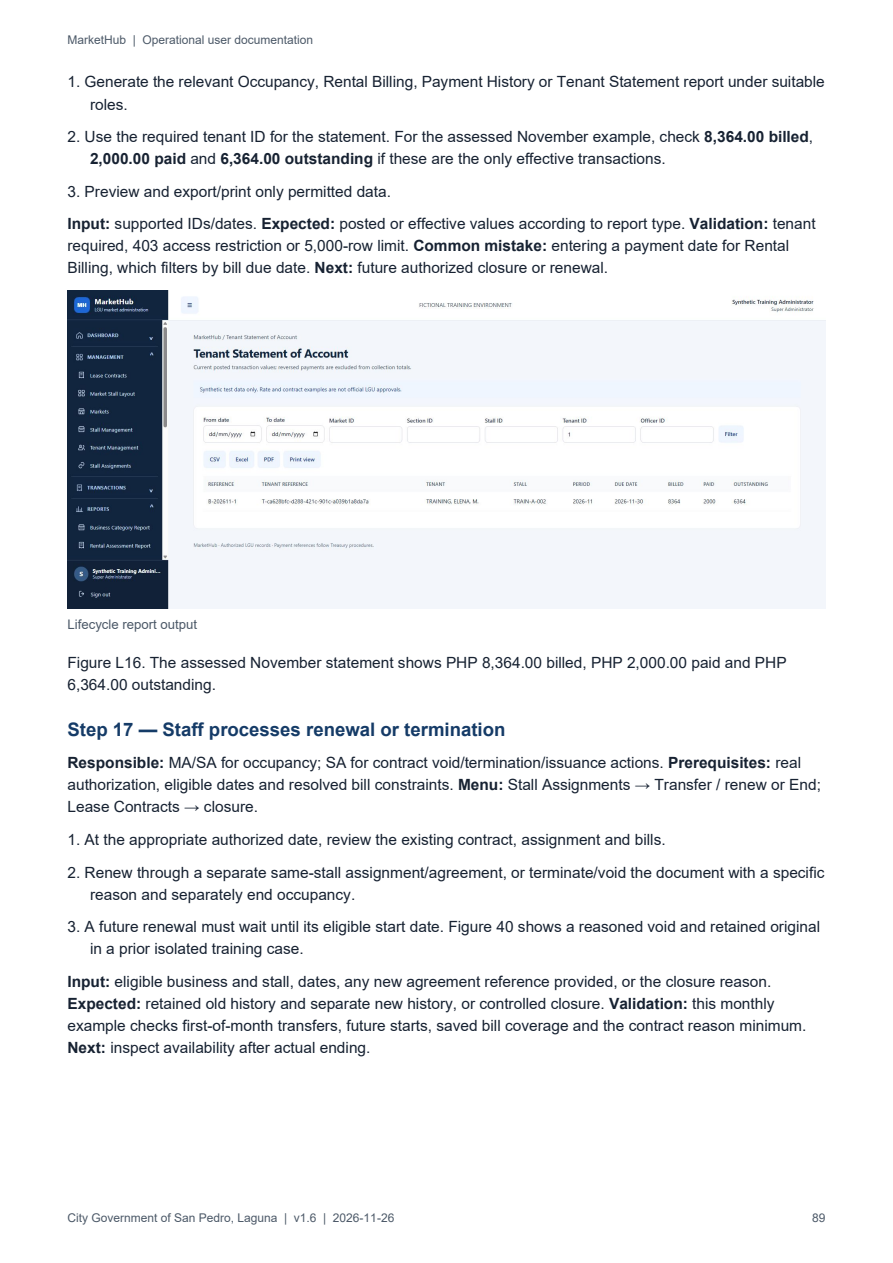 MarketHub | Operational user documentation
1. Generate the relevant Occupancy, Rental Billing, Payment History or Tenant Statement report under suitable
roles.
2. Use the required tenant ID for the statement. For the assessed November example, check 8,364.00 billed,
2,000.00 paid and 6,364.00 outstanding if these are the only effective transactions.
3. Preview and export/print only permitted data.
Input: supported IDs/dates. Expected: posted or effective values according to report type. Validation: tenant
required, 403 access restriction or 5,000-row limit. Common mistake: entering a payment date for Rental
Billing, which filters by bill due date. Next: future authorized closure or renewal.
MH MarketHub
LGU market administration
FICTIONAL TRAINING ENVIRONMENT
Synthetic Training Administrator
Super Administrator
DASHBOARD
MANAGEMENT
Lease Contracts
Market Stall Layout
Markets
Stall Management
Tenant Management
Stall Assignments
TRANSACTIONS
REPORTS
Business Category Report
Rental Assessment Report
S Synthetic Training Admini...
Super Administrator
Sign out
MarketHub / Tenant Statement of Account
Tenant Statement of Account
Current posted transaction values; reversed payments are excluded from collection totals.
Synthetic test data only. Rate and contract examples are not official LGU approvals.
From date To date Market ID Section ID Stall ID Tenant ID Officer ID
dd/mm/yyyy dd/mm/yyyy 1 Filter
CSV Excel PDF Print view
REFERENCE TENANT REFERENCE TENANT STALL PERIOD DUE DATE BILLED PAID OUTSTANDING
B-202611-1 T-ca628bfc-d288-421c-901c-a039b1a8da7a TRAINING, ELENA, M. TRAIN-A-002 2026-11 2026-11-30 8364 2000 6364
MarketHub · Authorized LGU records · Payment references follow Treasury procedures.
Lifecycle report output
Figure L16. The assessed November statement shows PHP 8,364.00 billed, PHP 2,000.00 paid and PHP
6,364.00 outstanding.
Step 17 — Staff processes renewal or termination
Responsible: MA/SA for occupancy; SA for contract void/termination/issuance actions. Prerequisites: real
authorization, eligible dates and resolved bill constraints. Menu: Stall Assignments → Transfer / renew or End;
Lease Contracts → closure.
1. At the appropriate authorized date, review the existing contract, assignment and bills.
2. Renew through a separate same-stall assignment/agreement, or terminate/void the document with a specific
reason and separately end occupancy.
3. A future renewal must wait until its eligible start date. Figure 40 shows a reasoned void and retained original
in a prior isolated training case.
Input: eligible business and stall, dates, any new agreement reference provided, or the closure reason.
Expected: retained old history and separate new history, or controlled closure. Validation: this monthly
example checks first-of-month transfers, future starts, saved bill coverage and the contract reason minimum.
Next: inspect availability after actual ending.
City Government of San Pedro, Laguna | v1.6 | 2026-11-26
89